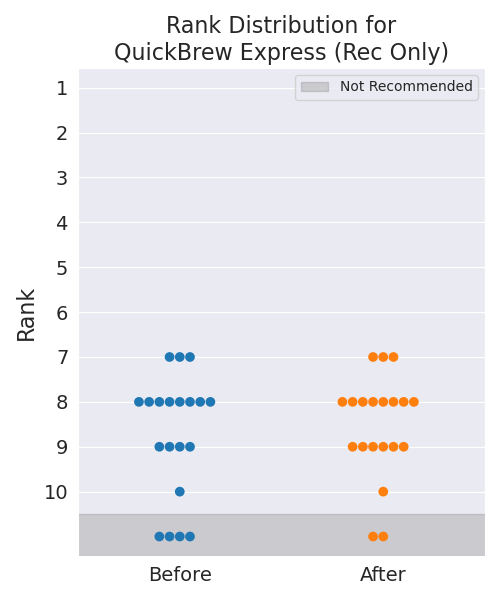 Rank Distribution for
QuickBrew Express (Rec Only)
Not Recommended
1
2
3
4
5
6
7
8
9
10
Rank
Before
After